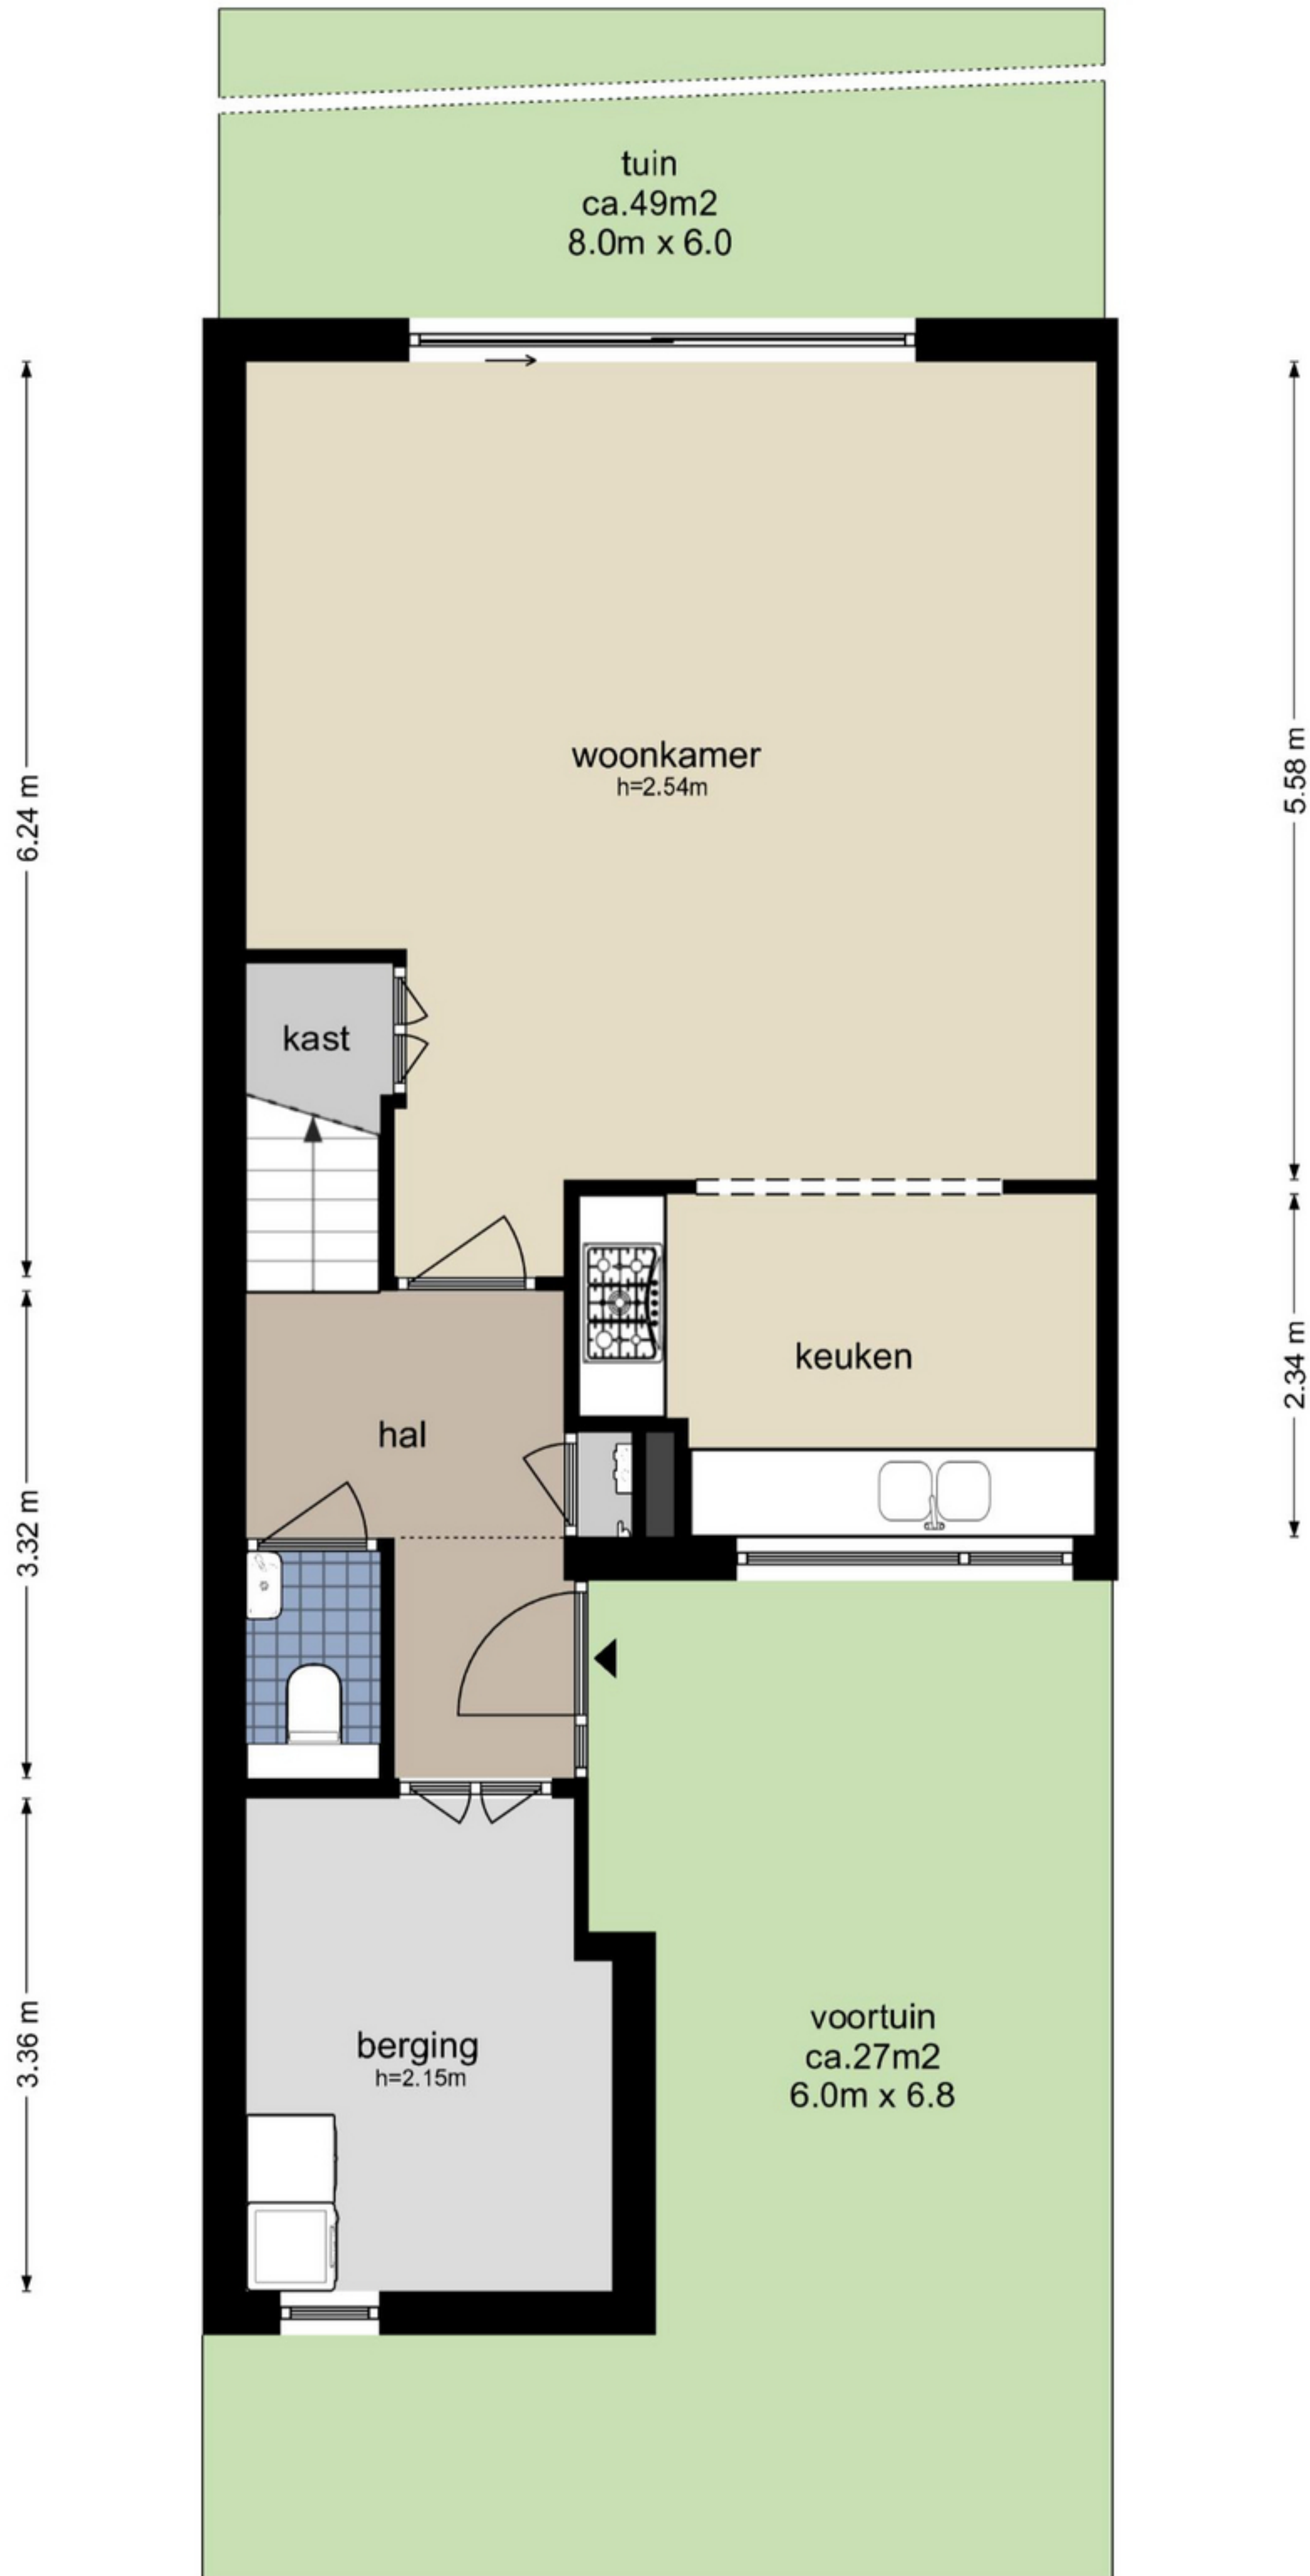 tuin
ca.49m2
8.0m x 6.0
woonkamer
h=2.54m
6.24 m
5.58 m
kast
keuken
2.34 m
hal
3.32 m
voortuin
ca.27m2
6.0m x 6.8
berging
h=2.15m
3.36 m